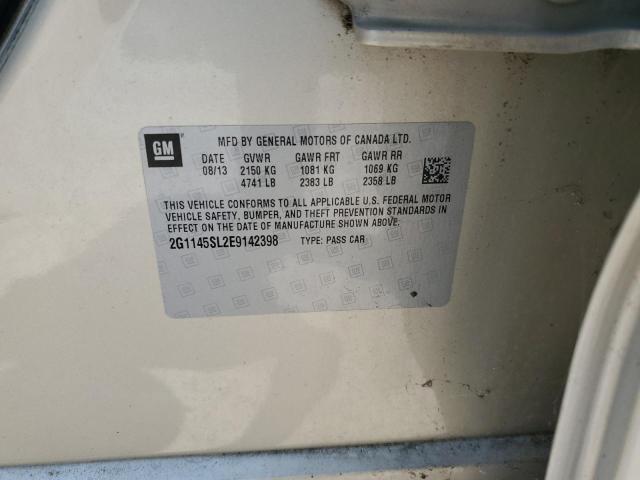 GM
MFD BY GENERAL MOTORS OF CANADA LTD.
DATE GVWR GAWR FRT GAWR RR
08/13 2150 KG 1081 KG 1069 KG
4741 LB 2383 LB 2358 LB
THIS VEHICLE CONFORMS TO ALL APPLICABLE U.S. FEDERAL MOTOR
VEHICLE SAFETY, BUMPER, AND THEFT PREVENTION STANDARDS IN
EFFECT ON THE DATE OF MANUFACTURE SHOWN ABOVE.
2G1145SL2E9142398 TYPE: PASS CAR